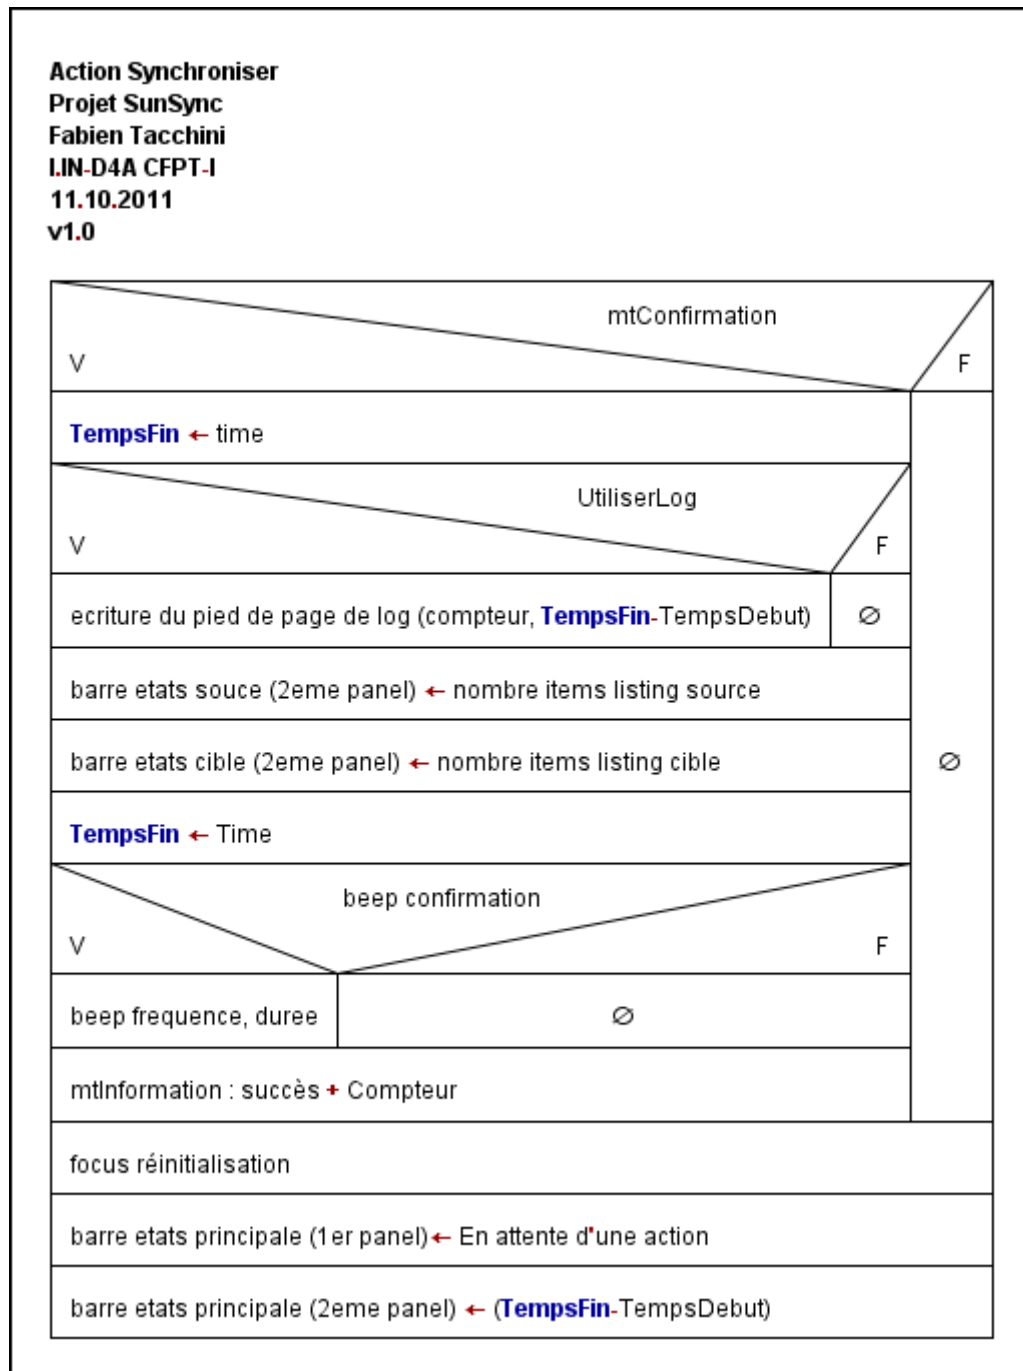 Action Synchroniser
Projet SunSync
Fabien Tacchini
I.IN-D4A CFPT-I
11.10.2011
v1.0
mtConfirmation
V
F
TempsFin ← time
UtiliserLog
V
F
ecriture du pied de page de log (compteur, TempsFin-TempsDebut)
∅
barre etats souce (2eme panel) ← nombre items listing source
barre etats cible (2eme panel) ← nombre items listing cible
∅
TempsFin ← Time
beep confirmation
V
F
beep frequence, duree
∅
mtInformation : succès + Compteur
focus réinitialisation
barre etats principale (1er panel)← En attente d'une action
barre etats principale (2eme panel) ← (TempsFin-TempsDebut)